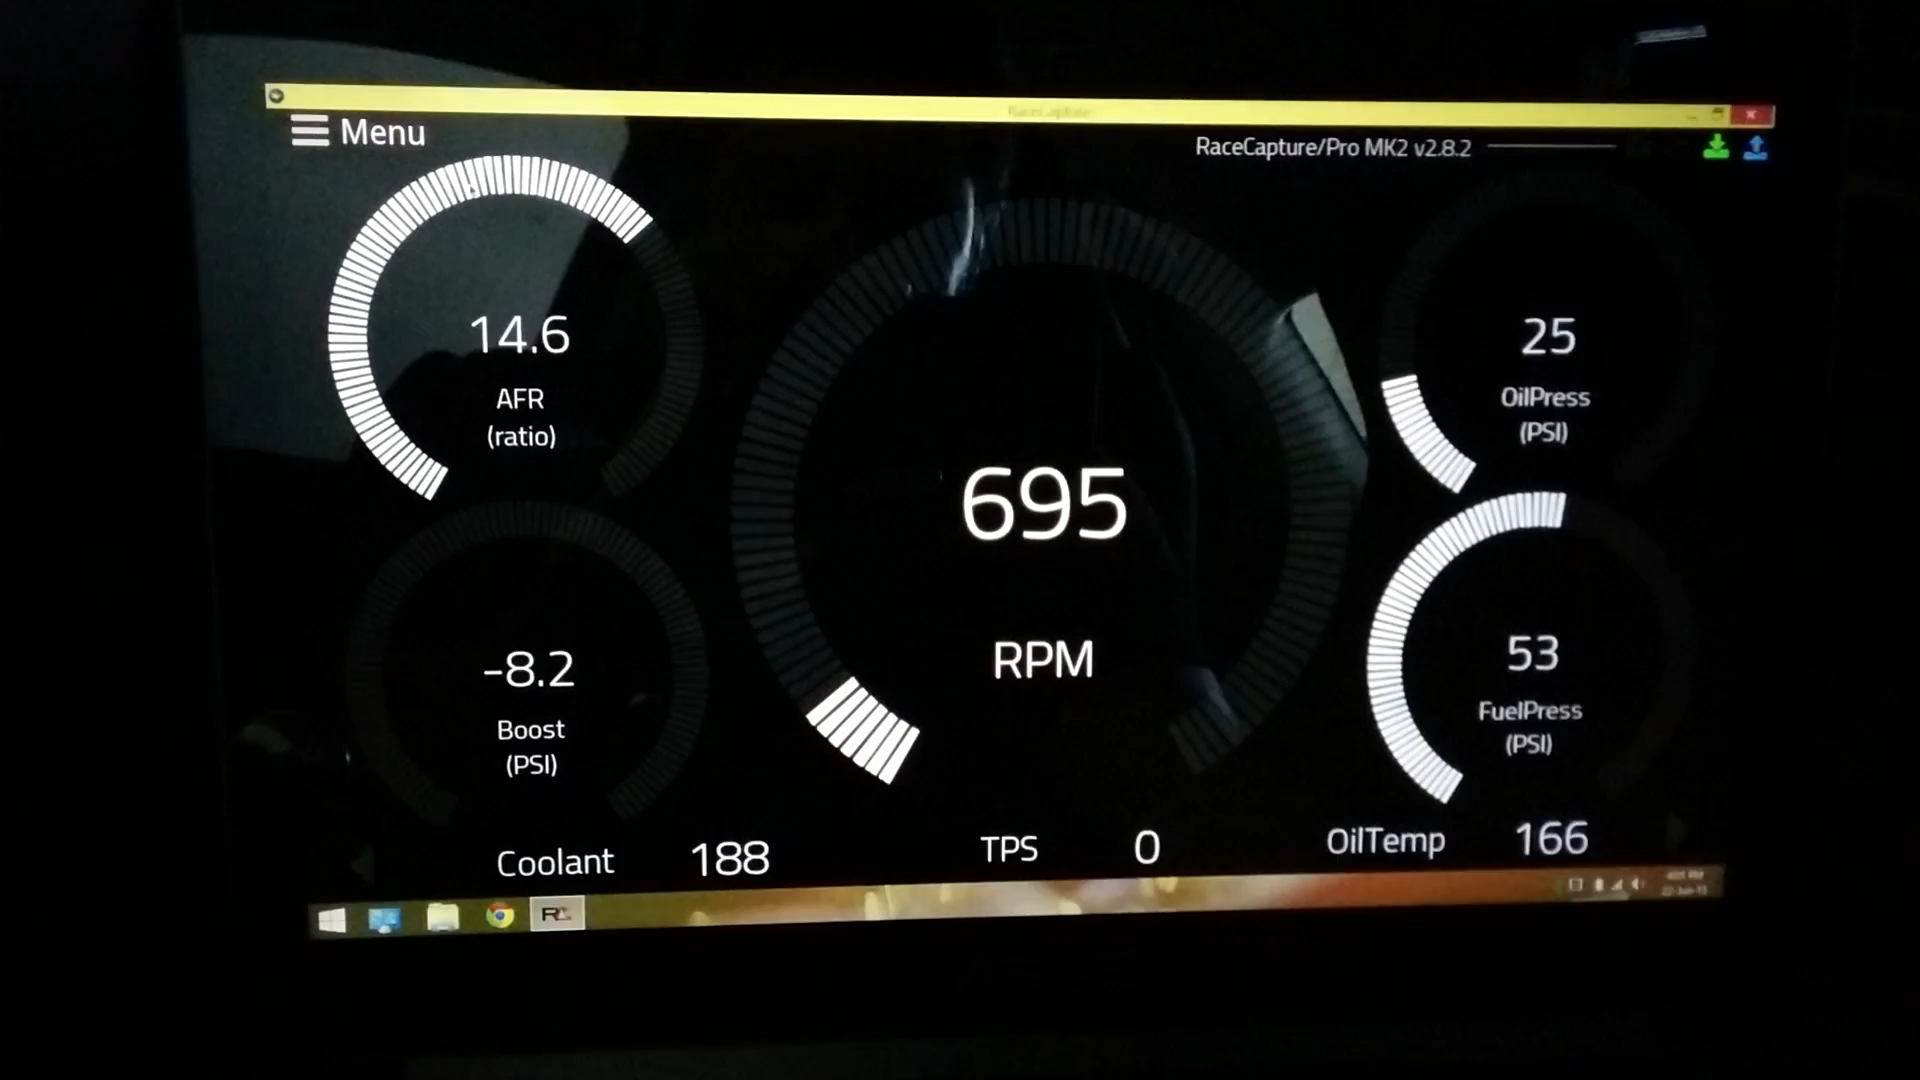 RaceCapture
Menu
RaceCapture/Pro MK2 v2.8.2
14.6
AFR
(ratio)
695
RPM
25
OilPress
(PSI)
-8.2
Boost
(PSI)
53
FuelPress
(PSI)
Coolant 188
TPS 0
OilTemp 166